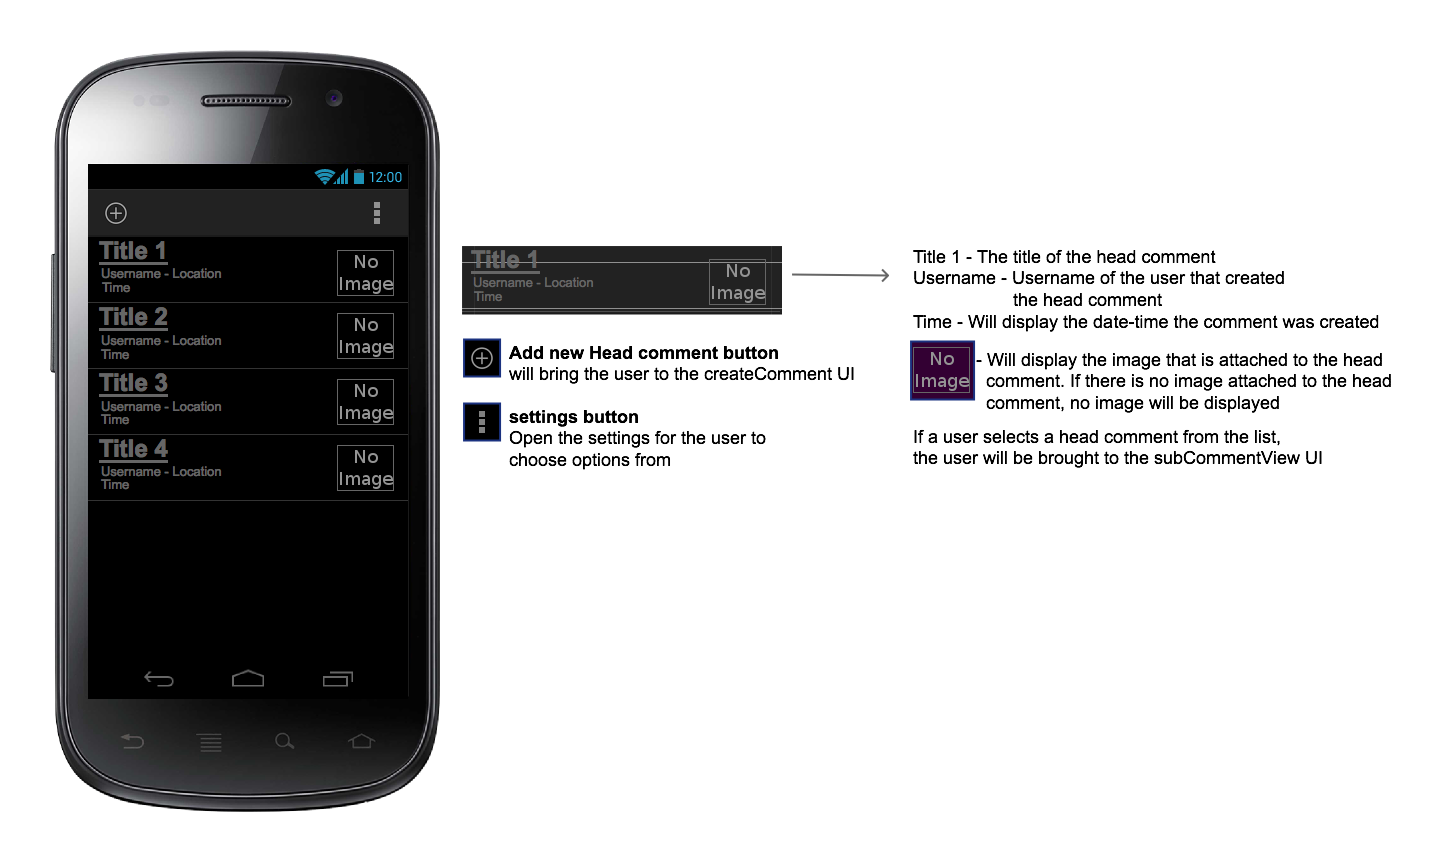 12:00
Title 1
Username - Location
Time
No
Image
Title 2
Username - Location
Time
No
Image
Title 3
Username - Location
Time
No
Image
Title 4
Username - Location
Time
No
Image
Title 1
Username - Location
Time
No
Image
Add new Head comment button
will bring the user to the createComment UI
settings button
Open the settings for the user to
choose options from
Title 1 - The title of the head comment
Username - Username of the user that created
the head comment
Time - Will display the date-time the comment was created
No
Image
- Will display the image that is attached to the head
comment. If there is no image attached to the head
comment, no image will be displayed
If a user selects a head comment from the list,
the user will be brought to the subCommentView UI